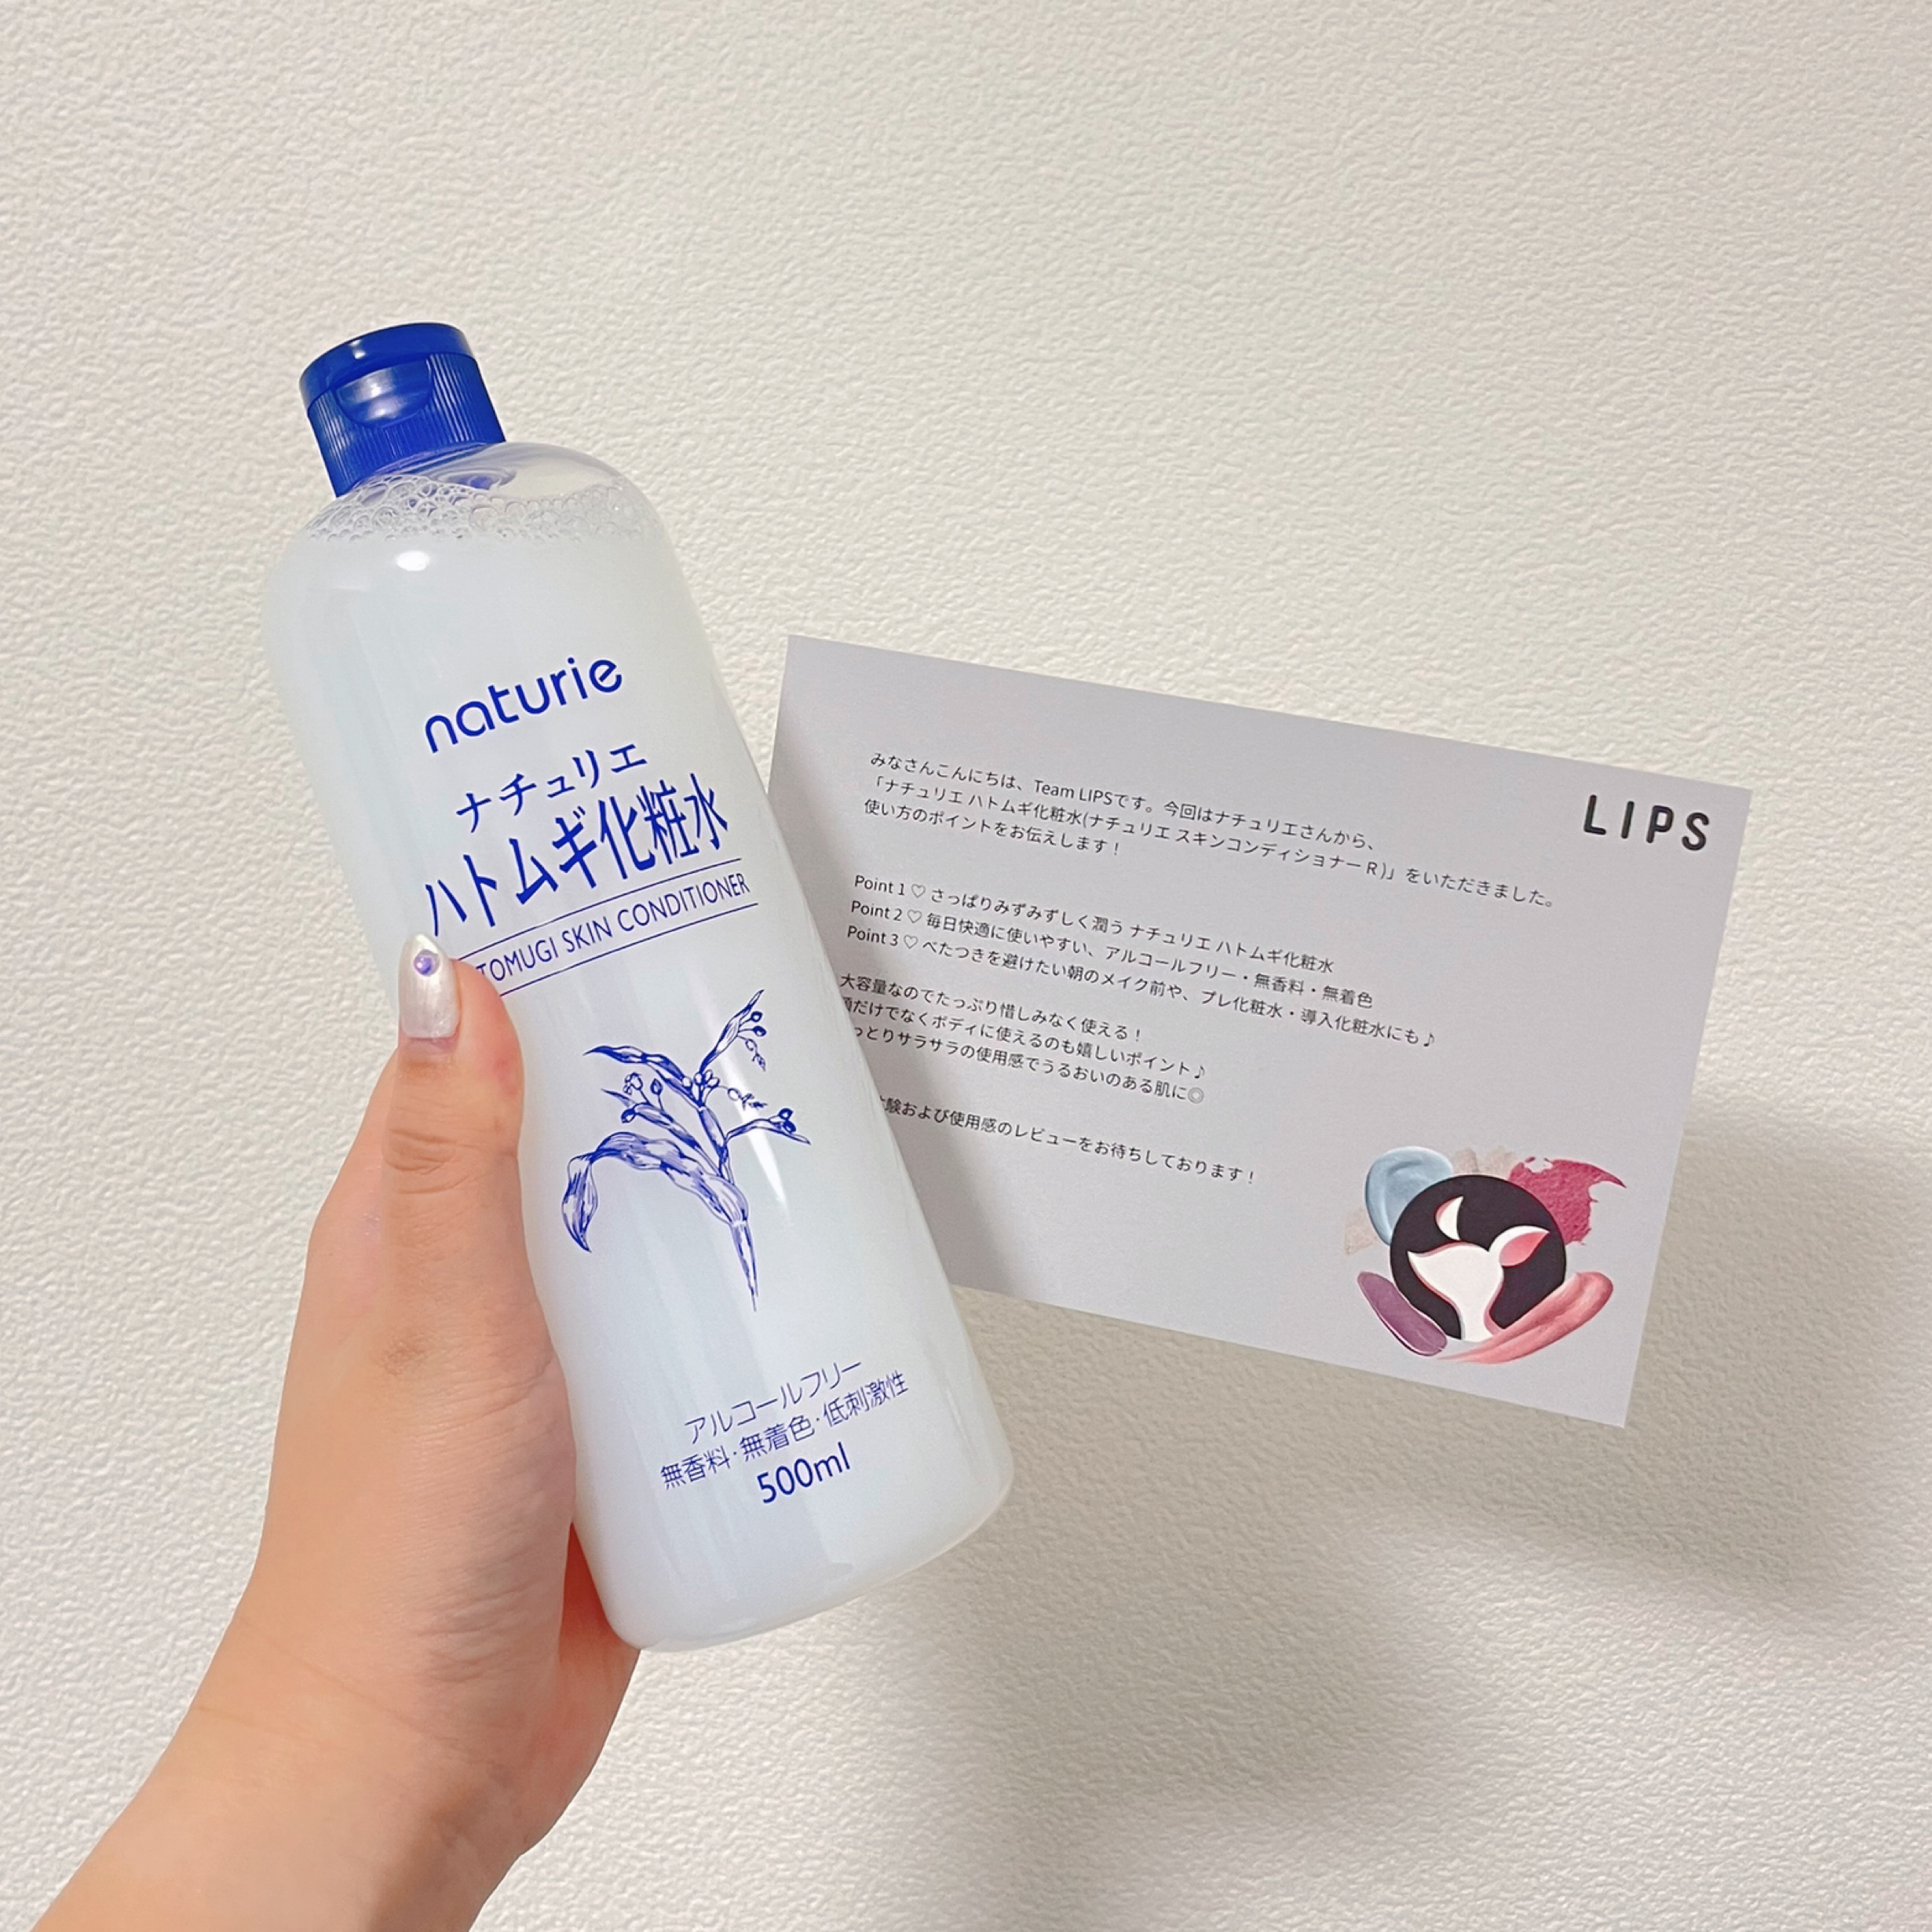 naturie
ナチュリエ
ハトムギ化粧水
TOMUGI SKIN CONDITIONER
アルコールフリー
無香料・無着色・低刺激性
500ml
LIPS
みなさんこんにちは、Team LIPSです。今回はナチュリエさんから、
「ナチュリエ ハトムギ化粧水(ナチュリエ スキンコンディショナー R )」をいただきました。
使い方のポイントをお伝えします！
Point 1 ♡ さっぱりみずみずしく潤う ナチュリエ ハトムギ化粧水
Point 2 ♡ 毎日快適に使いやすい、アルコールフリー・無香料・無着色
Point 3 ♡ べたつきを避けたい朝のメイク前や、プレ化粧水・導入化粧水にも♪
大容量なのでたっぷり惜しみなく使える！
だけでなくボディに使えるのも嬉しいポイント♪
っとりサラサラの使用感でうるおいのある肌に◎
および使用感のレビューをお待ちしております！